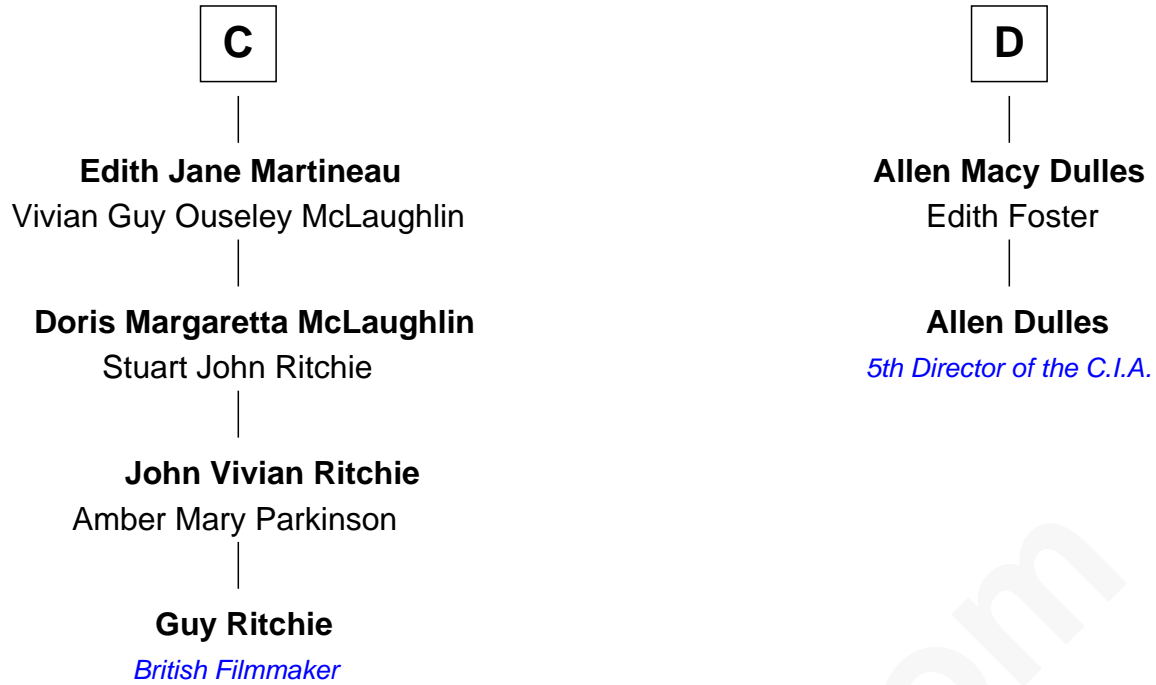 C
Edith Jane Martineau
Vivian Guy Ouseley McLaughlin
Doris Margaretta McLaughlin
Stuart John Ritchie
John Vivian Ritchie
Amber Mary Parkinson
Guy Ritchie
British Filmmaker
D
Allen Macy Dulles
Edith Foster
Allen Dulles
5th Director of the C.I.A.
om